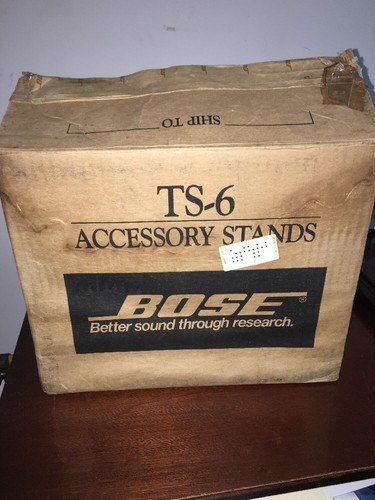 SHIP TO
TS-6
ACCESSORY STANDS
BOSE®
Better sound through research.